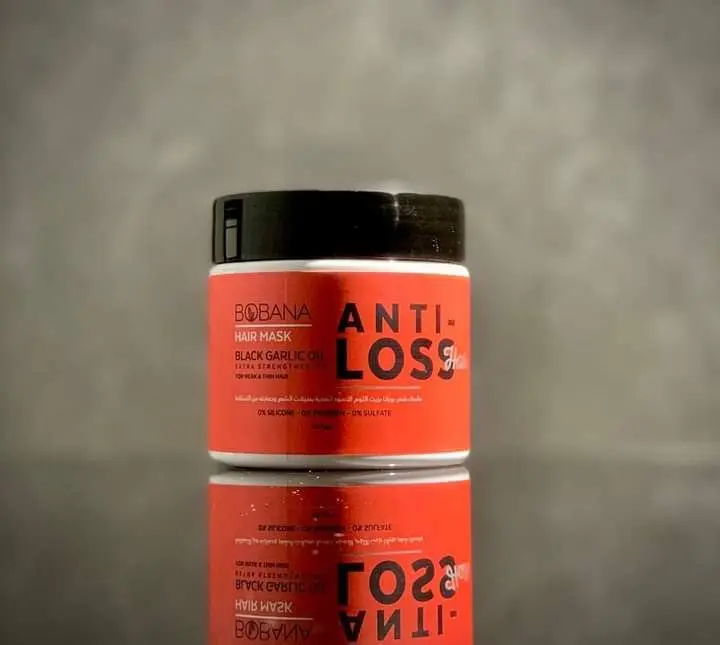 BOBANA
HAIR MASK
BLACK GARLIC OIL
EXTRA STRENGTHENING
FOR WEAK & THIN HAIR
ANTI-
LOSS
Hair
0% SILICONE - 0% PARABEN - 0% SULFATE